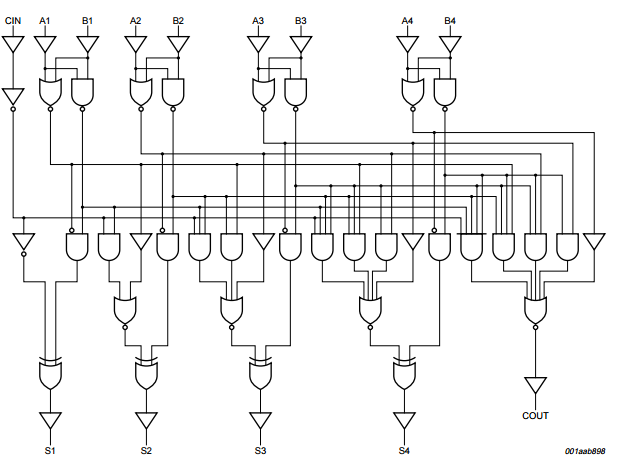 CIN A1 B1 A2 B2 A3 B3 A4 B4
COUT
S1 S2 S3 S4
001aab898